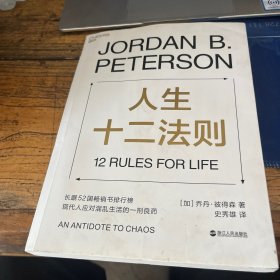 JORDAN B.
PETERSON
人生
十二法则
12 RULES FOR LIFE
长踞52国畅销书排行榜
现代人应对混乱生活的一剂良药
[加] 乔丹·彼得森 著
史秀雄 译
AN ANTIDOTE TO CHAOS
浙江人民出版社